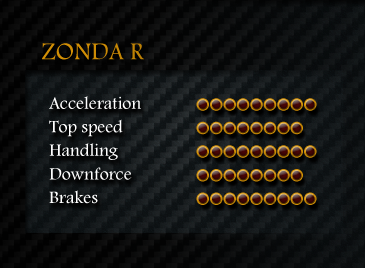 ZONDA R
Acceleration
Top speed
Handling
Downforce
Brakes